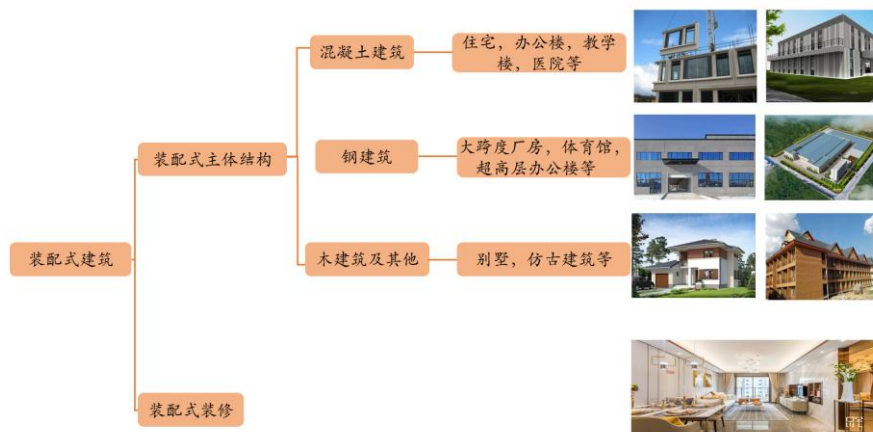 混凝土建筑
住宅，办公楼，教学
楼，医院等
装配式主体结构
钢建筑
大跨度厂房，体育馆，
超高层办公楼等
装配式建筑
木建筑及其他
别墅，仿古建筑等
装配式装修